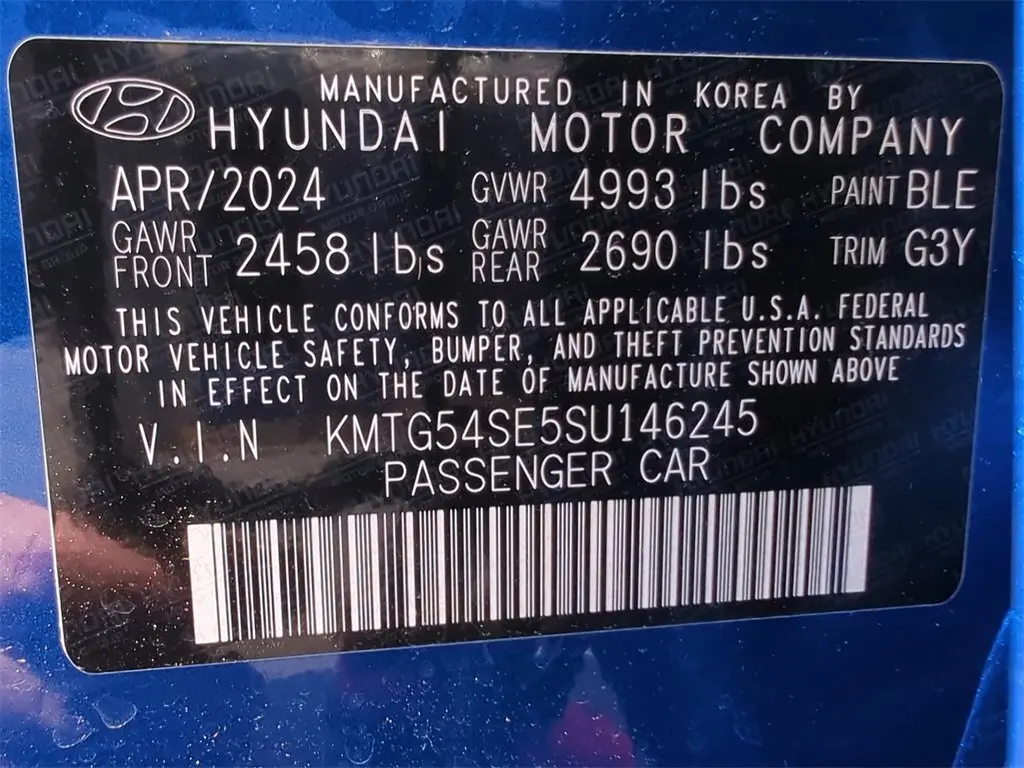 MANUFACTURED IN KOREA BY
HYUNDAI MOTOR COMPANY
APR/2024 GVWR 4993 lbs PAINT BLE
GAWR FRONT 2458 lbs GAWR REAR 2690 lbs TRIM G3Y
THIS VEHICLE CONFORMS TO ALL APPLICABLE U.S.A. FEDERAL
MOTOR VEHICLE SAFETY, BUMPER, AND THEFT PREVENTION STANDARDS
IN EFFECT ON THE DATE OF MANUFACTURE SHOWN ABOVE
V.I.N KMTG54SE5SU146245
PASSENGER CAR